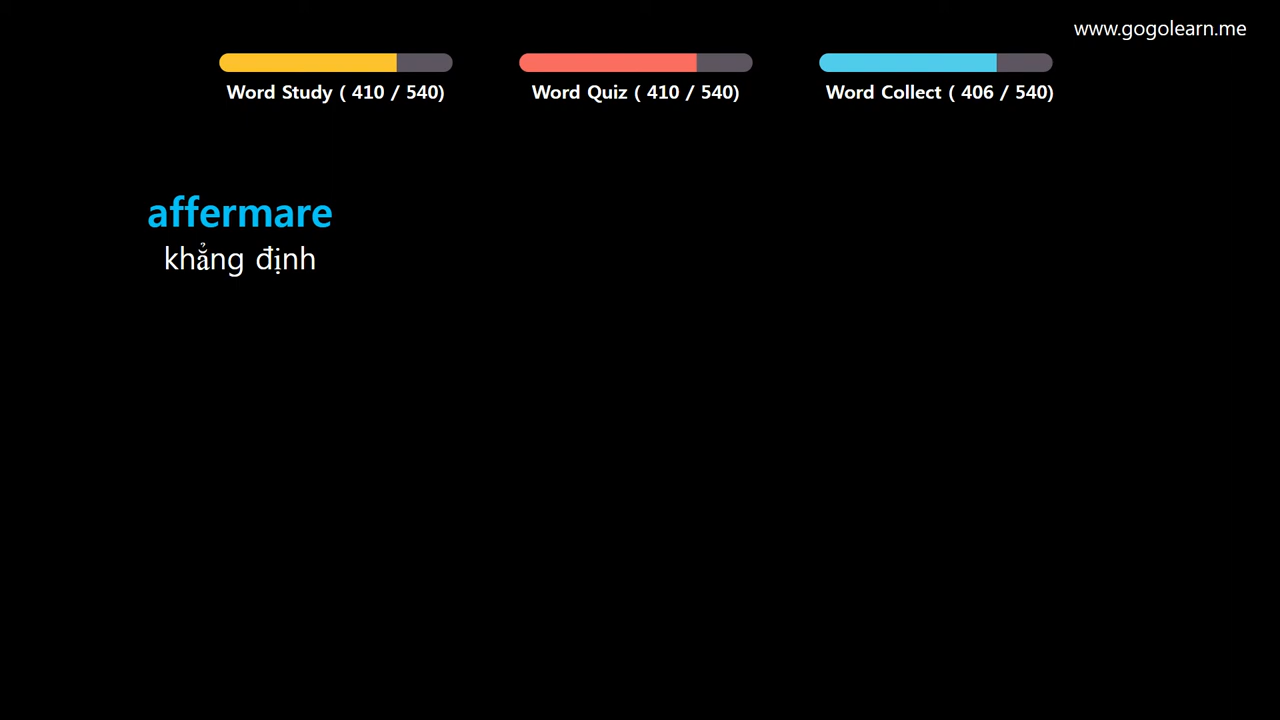 www.gogolearn.me
Word Study ( 410 / 540)
Word Quiz ( 410 / 540)
Word Collect ( 406 / 540)
affermare
khẳng định